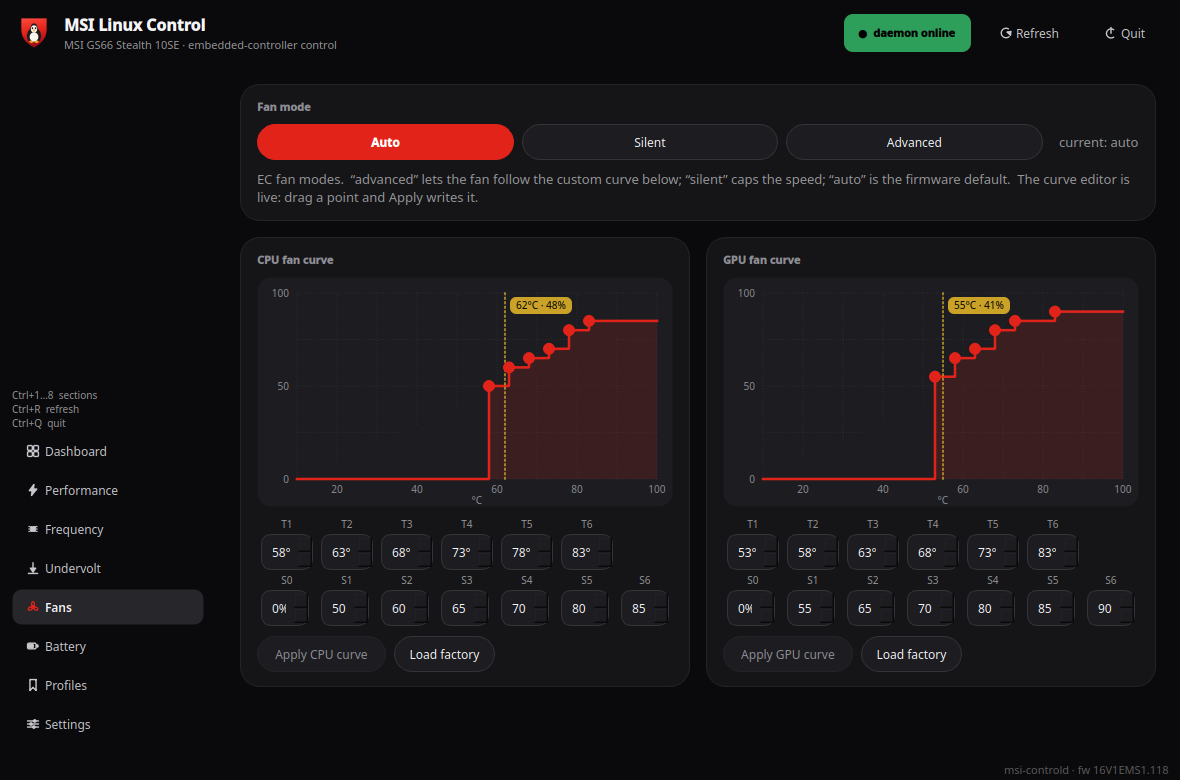 MSI Linux Control
MSI GS66 Stealth 10SE · embedded-controller control
● daemon online
Refresh
Quit
Fan mode
Auto
Silent
Advanced
current: auto
EC fan modes. “advanced” lets the fan follow the custom curve below; “silent” caps the speed; “auto” is the firmware default. The curve editor is
live: drag a point and Apply writes it.
Ctrl+1…8 sections
Ctrl+R refresh
Ctrl+Q quit
Dashboard
Performance
Frequency
Undervolt
Fans
Battery
Profiles
Settings
CPU fan curve
100
50
0
62°C · 48%
20 40 60 80 100
°C
T1 T2 T3 T4 T5 T6
58° 63° 68° 73° 78° 83°
S0 S1 S2 S3 S4 S5 S6
0% 50 60 65 70 80 85
Apply CPU curve
Load factory
GPU fan curve
100
50
0
55°C · 41%
20 40 60 80 100
°C
T1 T2 T3 T4 T5 T6
53° 58° 63° 68° 73° 83°
S0 S1 S2 S3 S4 S5 S6
0% 55 65 70 80 85 90
Apply GPU curve
Load factory
msi-controld · fw 16V1EMS1.118